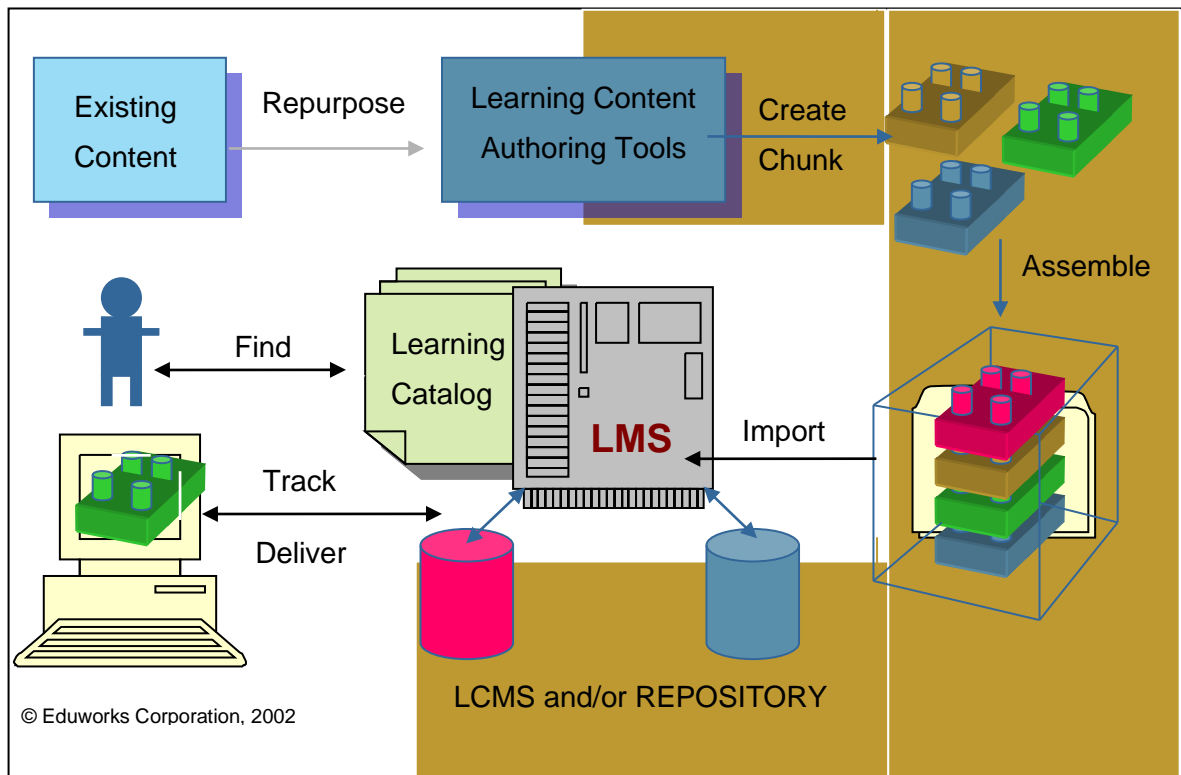 Existing
Content
Repurpose
Learning Content
Authoring Tools
Create
Chunk
Assemble
Find
Learning
Catalog
LMS
Import
Track
Deliver
LCMS and/or REPOSITORY
© Eduworks Corporation, 2002